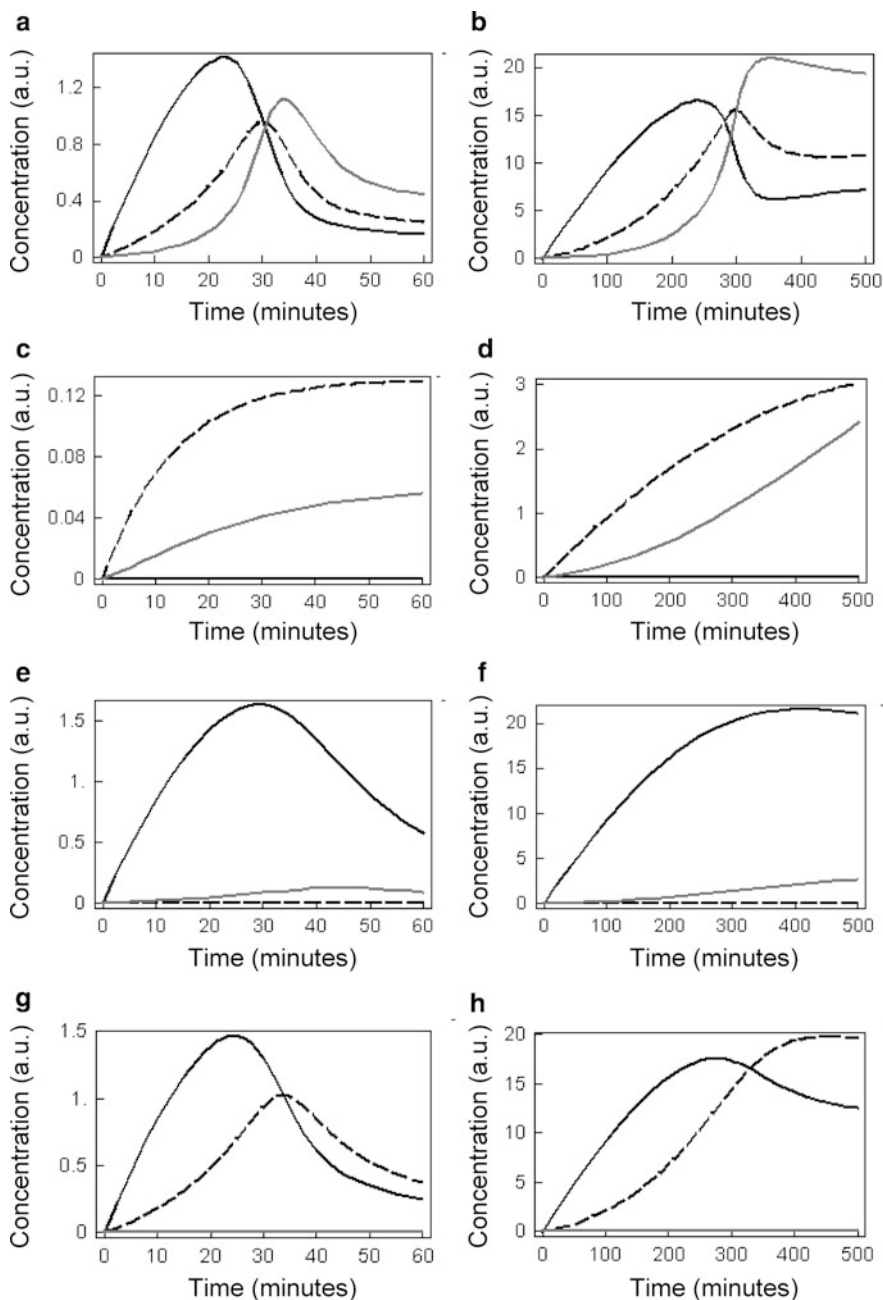 a
b
Concentration (a.u.)
1.2
0.8
0.4
0
0 10 20 30 40 50 60
Time (minutes)
Concentration (a.u.)
20
15
10
5
0
0 100 200 300 400 500
Time (minutes)
c
d
Concentration (a.u.)
0.12
0.08
0.04
0
0 10 20 30 40 50 60
Time (minutes)
Concentration (a.u.)
3
2
1
0
0 100 200 300 400 500
Time (minutes)
e
f
Concentration (a.u.)
1.5
1.
0.5
0
0 10 20 30 40 50 60
Time (minutes)
Concentration (a.u.)
20
15
10
5
0
0 100 200 300 400 500
Time (minutes)
g
h
Concentration (a.u.)
1.5
1.
0.5
0
0 10 20 30 40 50 60
Time (minutes)
Concentration (a.u.)
20
15
10
5
0
0 100 200 300 400 500
Time (minutes)